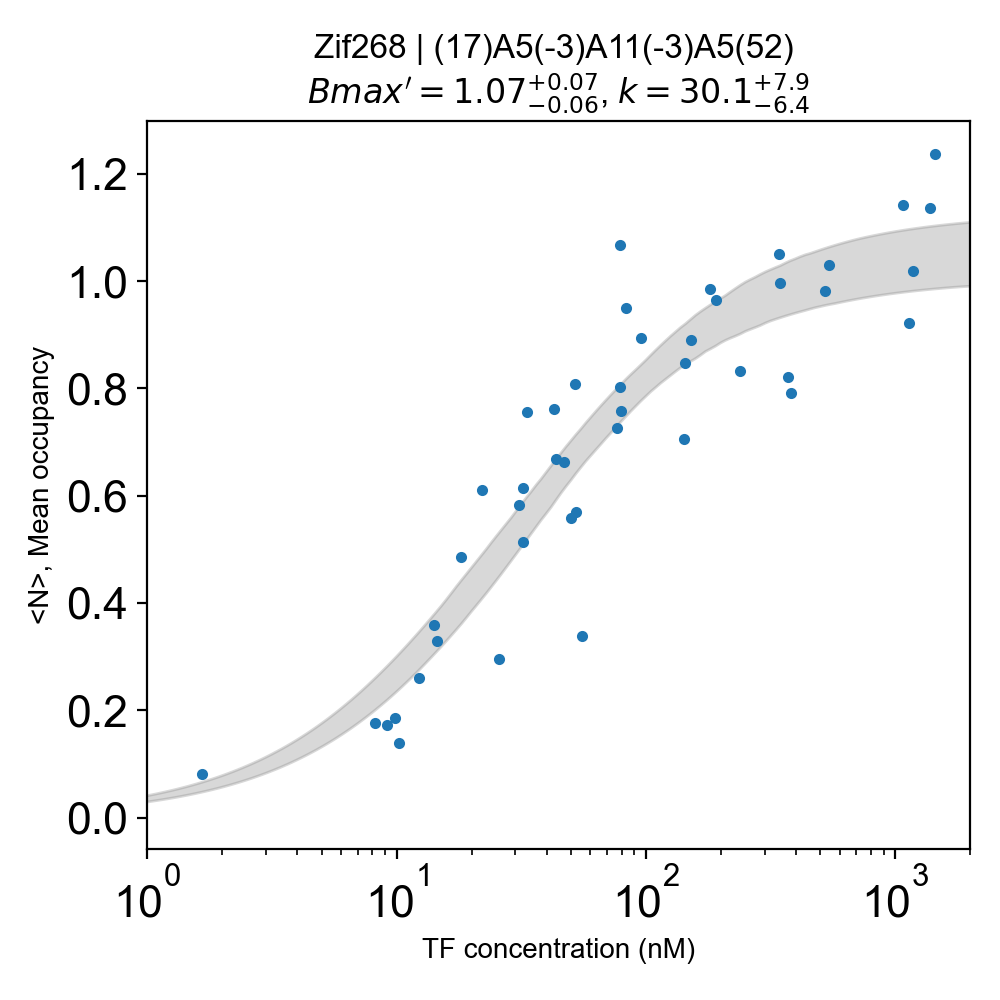 Zif268 | (17)A5(-3)A11(-3)A5(52)
Bmax′ = 1.07 +0.07 −0.06, k = 30.1 +7.9 −6.4
1.2
1.0
0.8
0.6
0.4
0.2
0.0
<N>, Mean occupancy
10^0 10^1 10^2 10^3
TF concentration (nM)